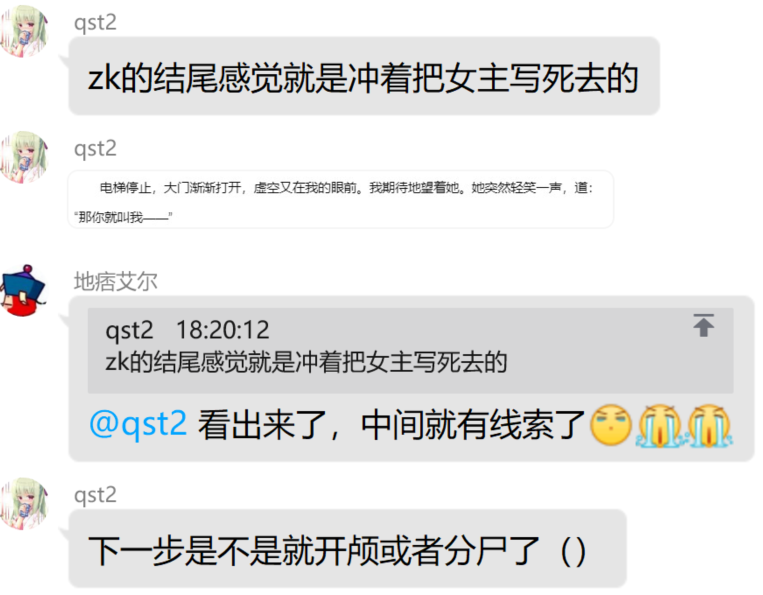 qst2
zk的结尾感觉就是冲着把女主写死去的
qst2
电梯停止，大门渐渐打开，虚空又在我的眼前。我期待地望着她。她突然轻笑一声，道：
“那你就叫我——”
地痞艾尔
qst2 18:20:12
zk的结尾感觉就是冲着把女主写死去的
@qst2 看出来了，中间就有线索了
qst2
下一步是不是就开颅或者分尸了（）